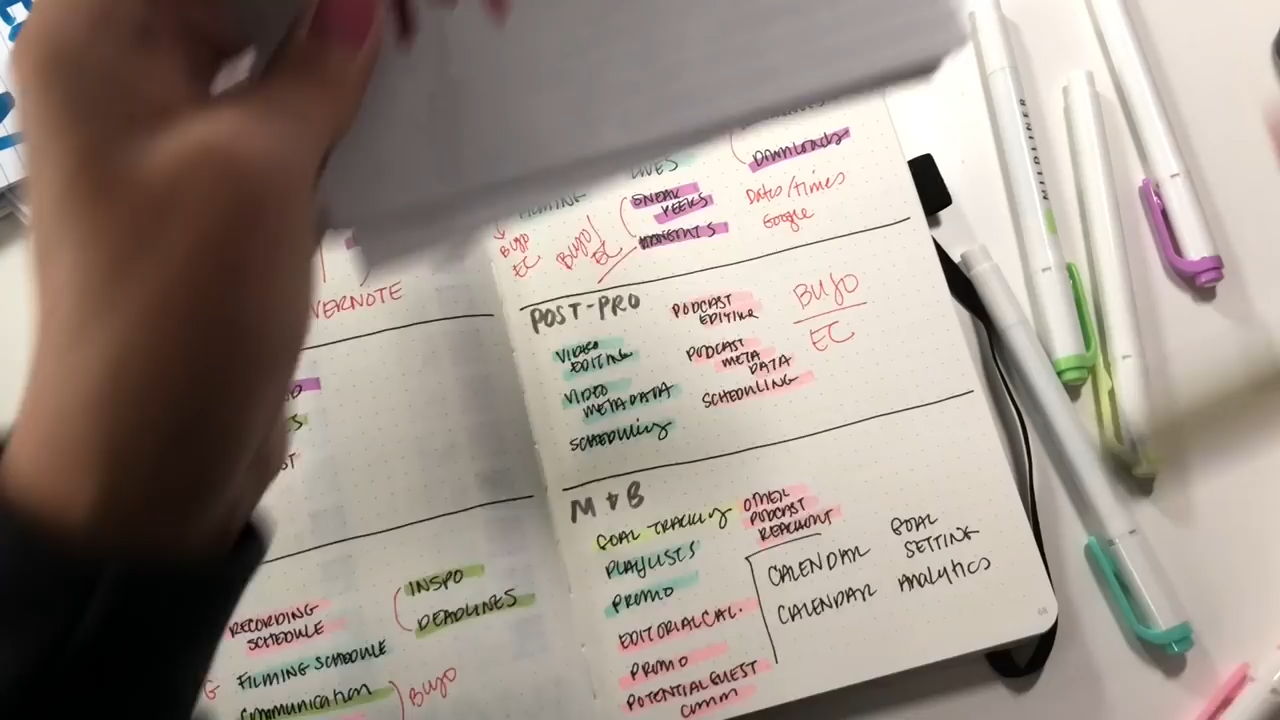 VERNOTE
RECORDING
SCHEDULE
FILMING SCHEDULE
Communication
INSPO
DEADLINES
BUJO
LIVES
SNEAK
PEEKS
Downloads
Dates/times
Google
BUJO
EC
BUJO/
EC
POST-PRO
VIDEO
EDITING
VIDEO
METADATA
SCHEDULING
PODCAST
EDITING
PODCAST
META
DATA
SCHEDULING
BUJO
EC
M & B
GOAL TRACKING
PLAYLISTS
PROMO
EDITORIAL CAL.
PROMO
POTENTIAL GUEST
Comm
OTHER
PODCAST
REACHOUT
CALENDAR
CALENDAR
GOAL
SETTING
Analytics
MILDLINER